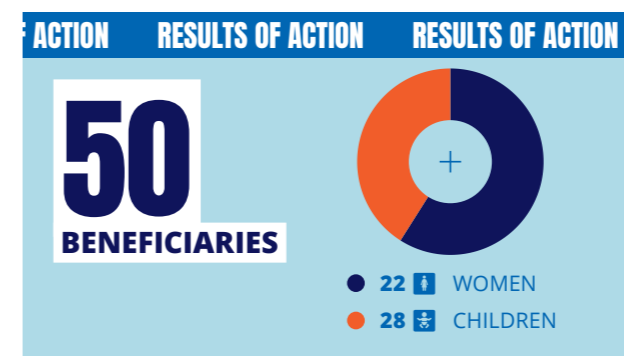 F ACTION RESULTS OF ACTION RESULTS OF ACTION
50
BENEFICIARIES
22 WOMEN
28 CHILDREN